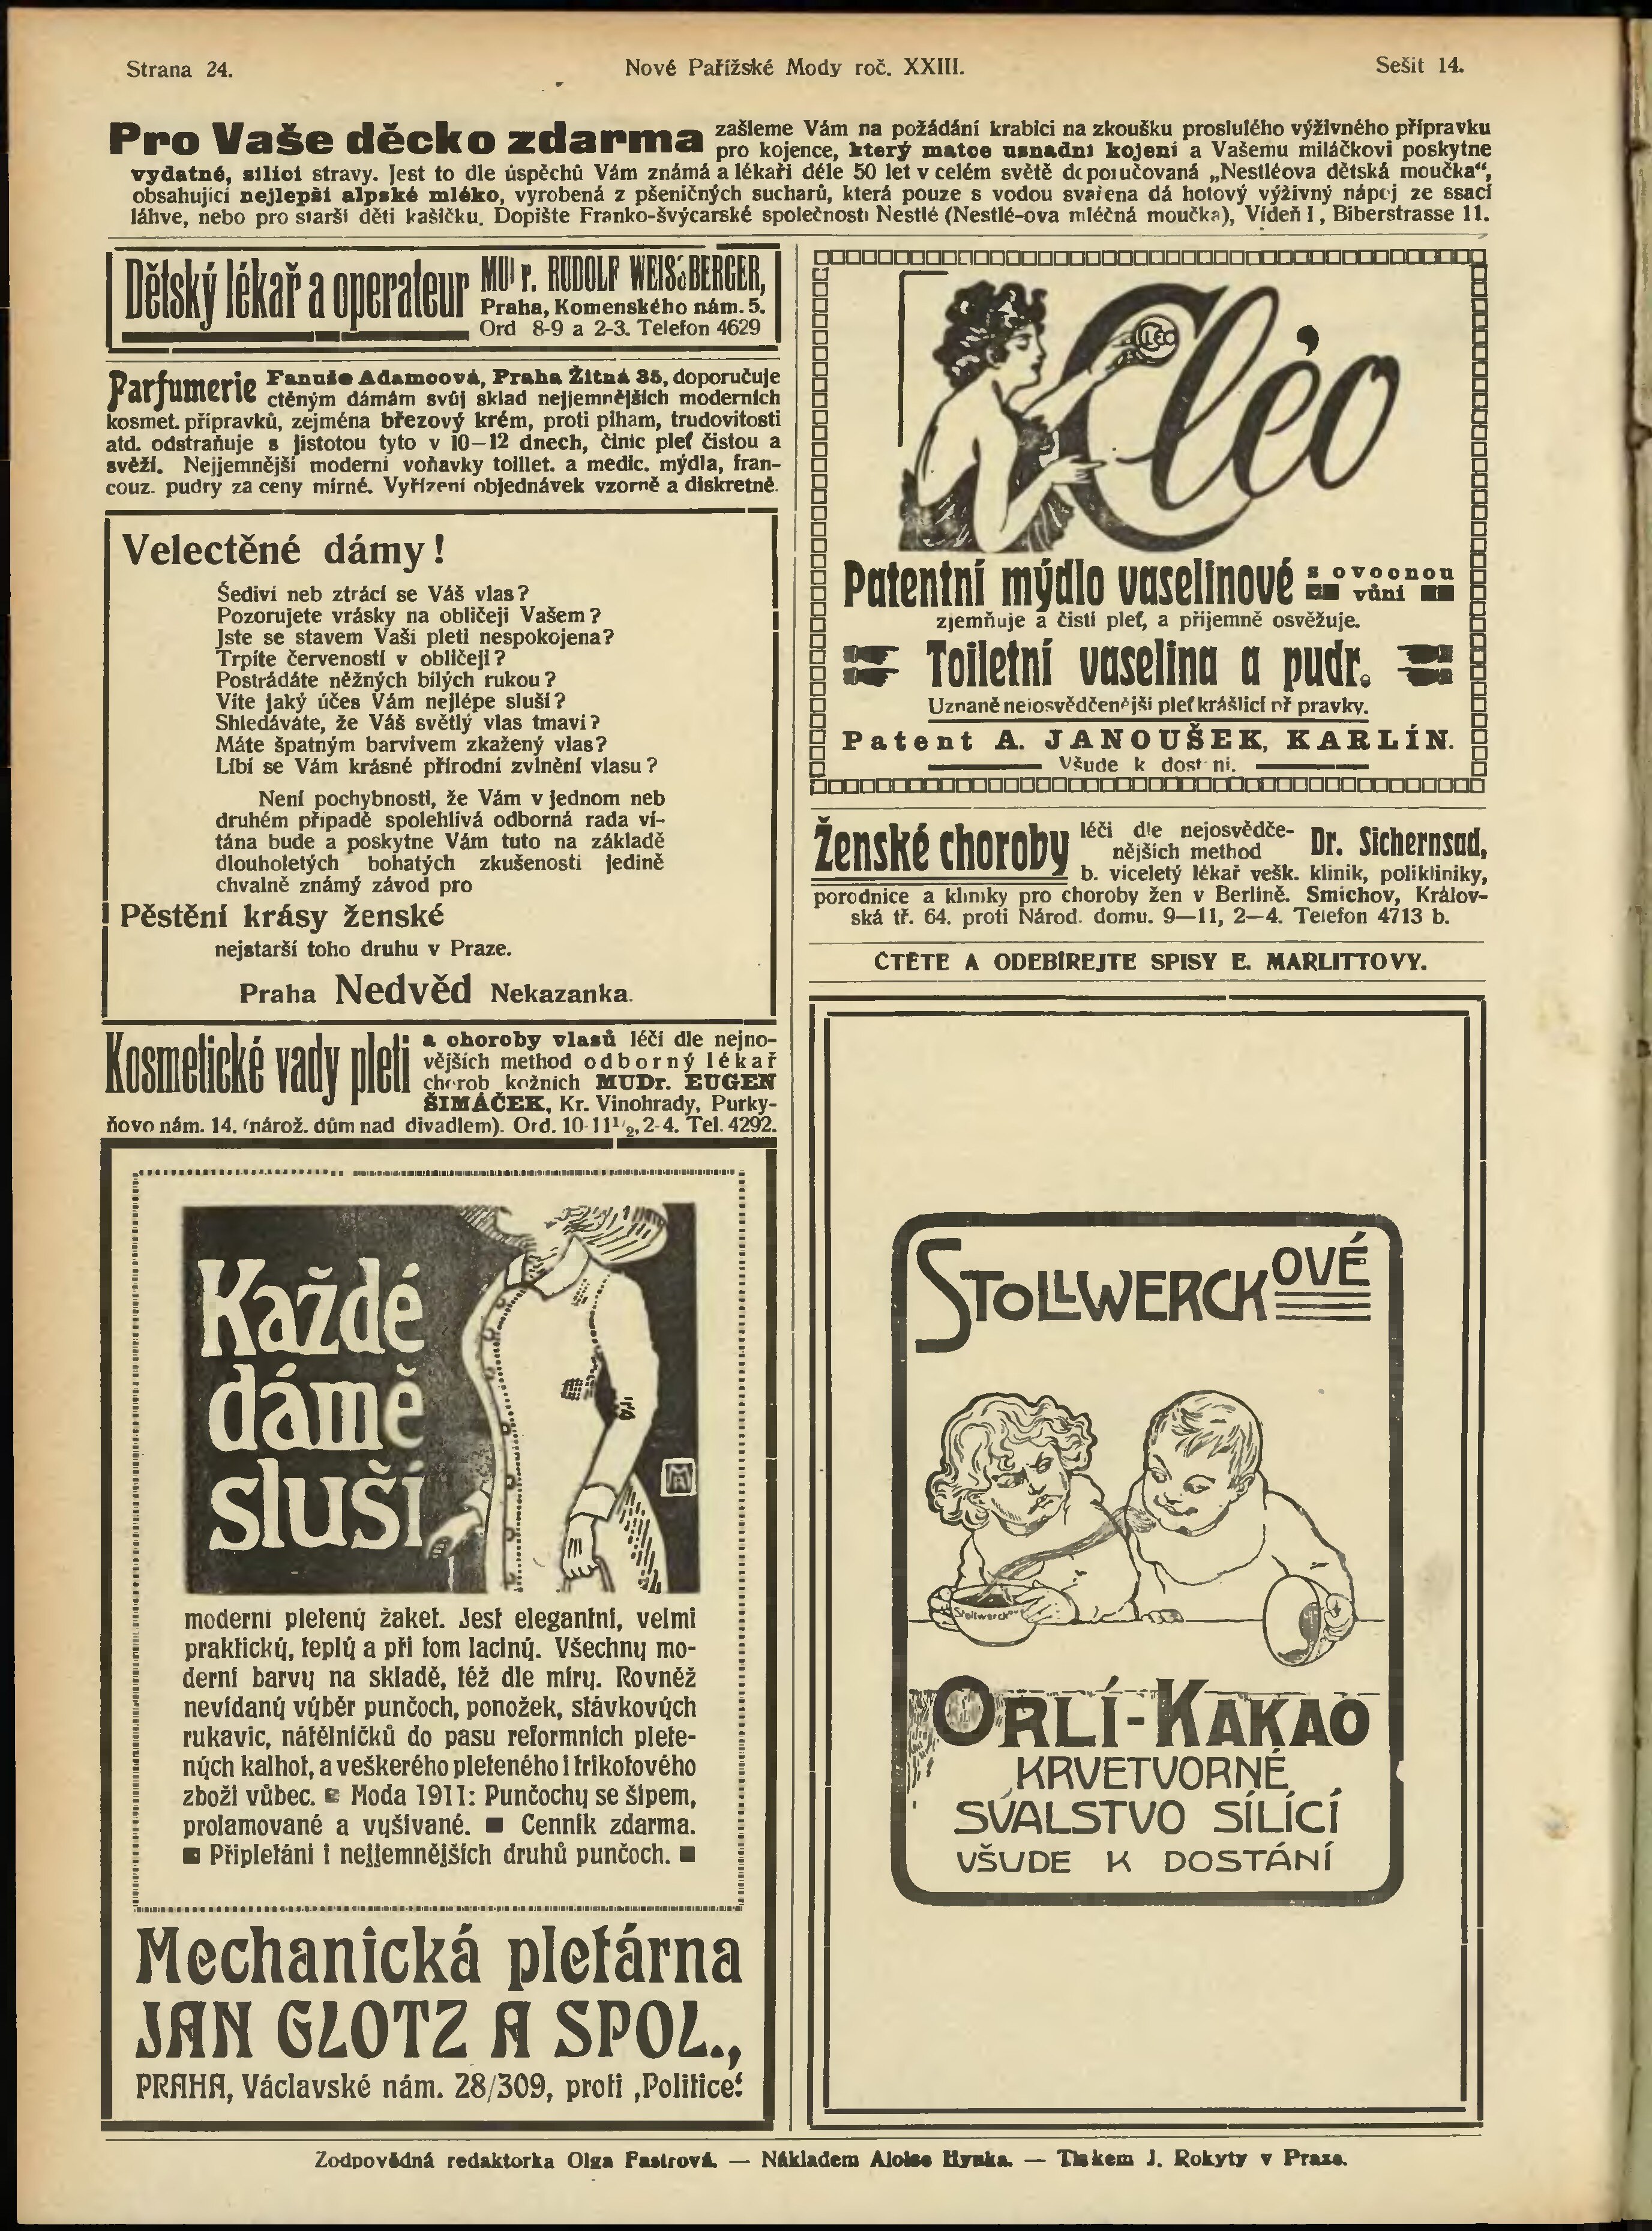 Strana 24.
Nové Pařížské Mody roč. XXIII.
Sešit 14.
Pro Vaše děcko zdarma zašleme Vám na požádání krabici na zkoušku proslulého výživného přípravku
pro kojence, který matce usnadní kojení a Vašemu miláčkovi poskytne
vydatné, sílící stravy. Jest to dle úspěchů Vám známá a lékaři déle 50 let v celém světě doporučovaná „Nestléova dětská moučka“,
obsahující nejlepší alpské mléko, vyrobená z pšeničných sucharů, která pouze s vodou svařena dá hotový výživný nápoj ze ssací
láhve, nebo pro starší děti kašičku. Dopište Franko-švýcarské společnosti Nestlé (Nestlé-ova mléčná moučka), Vídeň I, Biberstrasse 11.
Dětský lékař a operateur MUDr. RUDOLF WEISSBERGER,
Praha, Komenského nám. 5.
Ord 8-9 a 2-3. Telefon 4629
Parfumerie Fanuše Adamcová, Praha Žitná 35, doporučuje
ctěným dámám svůj sklad nejjemnějších moderních
kosmet. přípravků, zejména březový krém, proti piham, trudovitosti
atd. odstraňuje s jistotou tyto v 10—12 dnech, činíc pleť čistou a
svěží. Nejjemnější moderní voňavky toillet. a medic. mýdla, fran-
couz. pudry za ceny mírné. Vyřízení objednávek vzorně a diskretně.
Velectěné dámy!
Šediví neb ztrácí se Váš vlas?
Pozorujete vrásky na obličeji Vašem?
Jste se stavem Vaší pleti nespokojena?
Trpíte červeností v obličeji?
Postrádáte něžných bílých rukou?
Víte jaký účes Vám nejlépe sluší?
Shledáváte, že Váš světlý vlas tmaví?
Máte špatným barvivem zkažený vlas?
Líbí se Vám krásné přírodní zvlnění vlasu?
Není pochybnosti, že Vám v jednom neb
druhém případě spolehlivá odborná rada ví-
tána bude a poskytne Vám tuto na základě
dlouholetých bohatých zkušeností jedině
chvalně známý závod pro
Pěstění krásy ženské
nejstarší toho druhu v Praze.
Praha Nedvěd Nekazanka.
Kosmetické vady pleti a choroby vlasů léčí dle nejno-
vějších method odborný lékař
chorob kožních MUDr. EUGEN
ŠIMÁČEK, Kr. Vinohrady, Purky-
ňovo nám. 14. (nárož. dům nad divadlem). Ord. 10-11½, 2-4. Tel. 4292.
Každé
dámě
sluší
moderní pletený žaket. Jest elegantní, velmi
praktický, teplý a při tom laciný. Všechny mo-
derní barvy na skladě, též dle míry. Rovněž
nevídaný výběr punčoch, ponožek, stávkových
rukavic, nátělníčků do pasu reformních plete-
ných kalhot, a veškerého pleteného i trikotového
zboží vůbec. ■ Moda 1911: Punčochy se šípem,
prolamované a vyšívané. ■ Cenník zdarma.
■ Připletání i nejjemnějších druhů punčoch. ■
Mechanická pletárna
JAN GLOTZ A SPOL.,
PRAHA, Václavské nám. 28/309, proti ‚Politice‘
Léo
Cléo
Patentní mýdlo vaselinové s ovocnou
vůní
zjemňuje a čistí pleť, a příjemně osvěžuje.
Toiletní vaselina a pudr.
Uznaně nejosvědčenější pleť krášlící přípravky.
Patent A. JANOUŠEK, KARLÍN.
Všude k dostání.
Ženské choroby léčí dle nejosvědče-
nějších method Dr. Sichernsad,
b. víceletý lékař vešk. klinik, polikliniky,
porodnice a kliniky pro choroby žen v Berlíně. Smíchov, Králov-
ská tř. 64. proti Národ. domu. 9—11, 2—4. Telefon 4713 b.
ČTĚTE A ODEBÍREJTE SPISY E. MARLITTOVY.
STOLLWERCKOVÉ
Stollwerckové
ORLÍ-KAKAO
KRVETVORNÉ,
SVALSTVO SÍLÍCÍ
VŠUDE K DOSTÁNÍ
Zodpovědná redaktorka Olga Fastrová. — Nákladem Aloise Hynka. — Tiskem J. Rokyty v Praze.